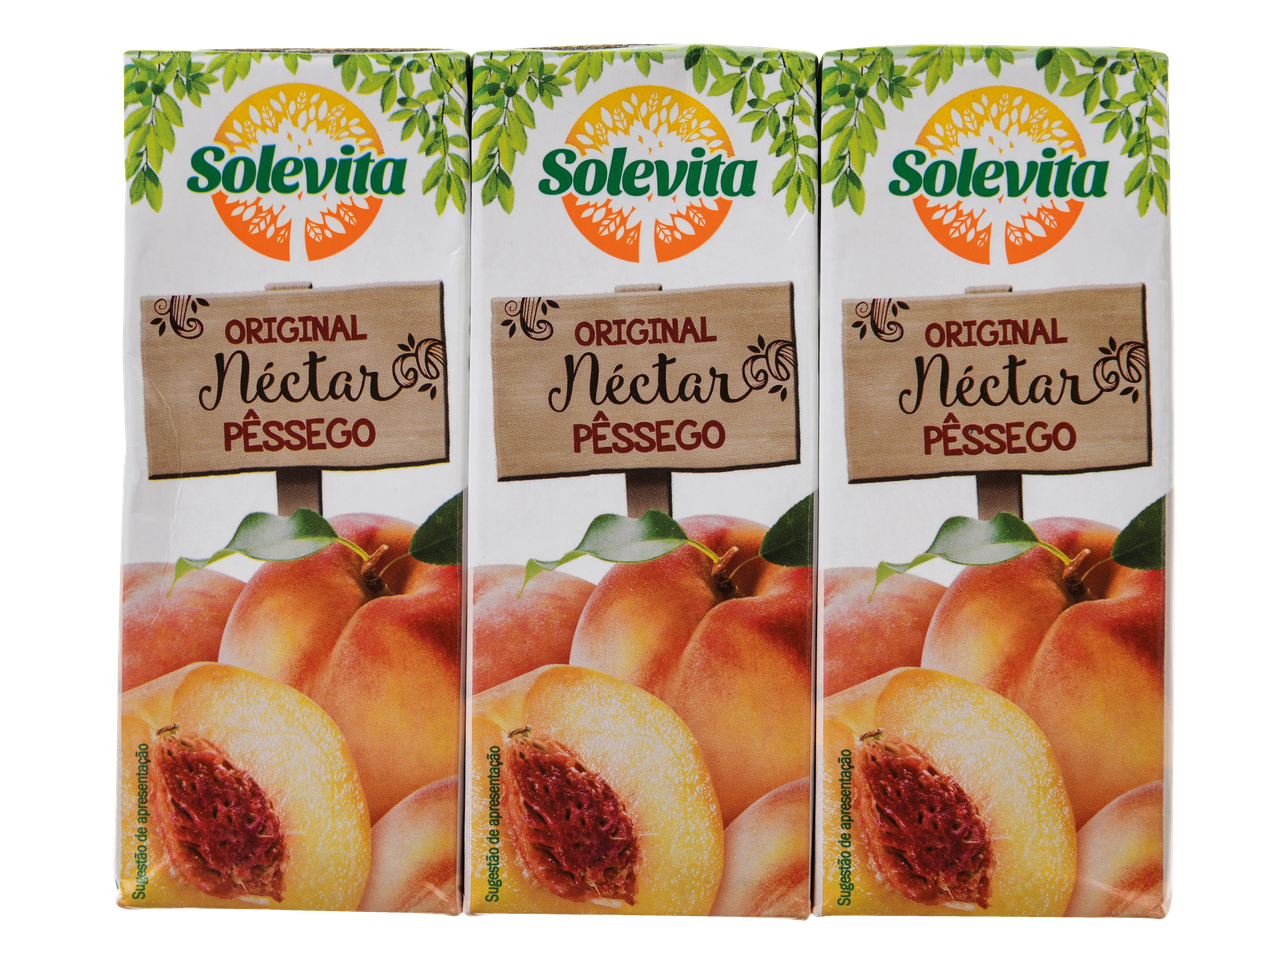 Solevita
ORIGINAL
Néctar
PÊSSEGO
Sugestão de apresentação
Solevita
ORIGINAL
Néctar
PÊSSEGO
Sugestão de apresentação
Solevita
ORIGINAL
Néctar
PÊSSEGO
Sugestão de apresentação